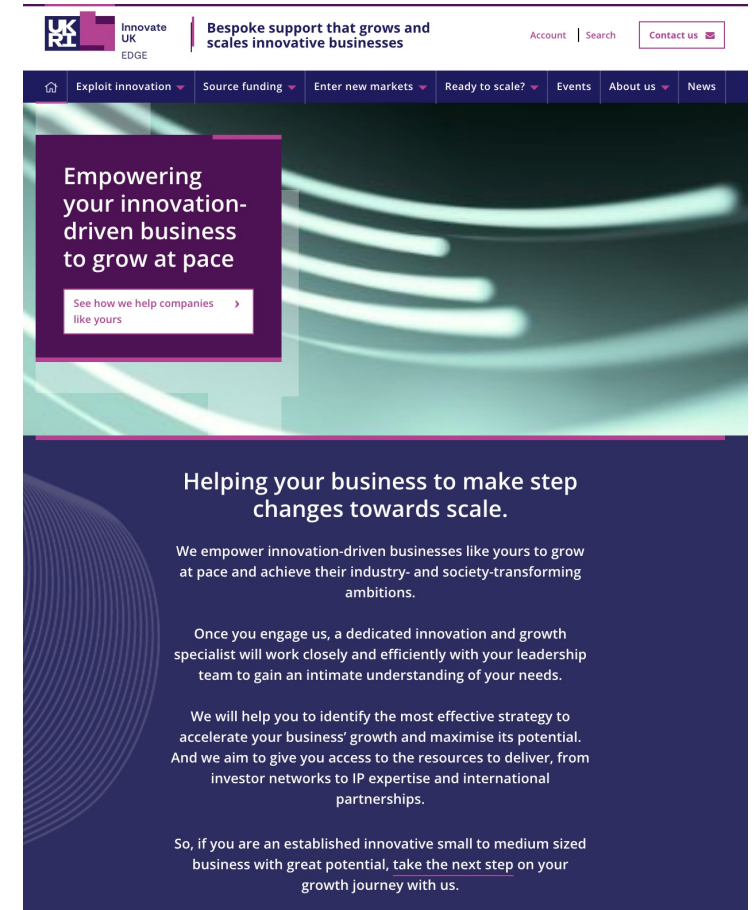 UK
RI
Innovate
UK
EDGE
Bespoke support that grows and
scales innovative businesses
Account
Search
Contact us
Exploit innovation
Source funding
Enter new markets
Ready to scale?
Events
About us
News
Empowering
your innovation-
driven business
to grow at pace
See how we help companies
like yours
Helping your business to make step
changes towards scale.
We empower innovation-driven businesses like yours to grow
at pace and achieve their industry- and society-transforming
ambitions.
Once you engage us, a dedicated innovation and growth
specialist will work closely and efficiently with your leadership
team to gain an intimate understanding of your needs.
We will help you to identify the most effective strategy to
accelerate your business’ growth and maximise its potential.
And we aim to give you access to the resources to deliver, from
investor networks to IP expertise and international
partnerships.
So, if you are an established innovative small to medium sized
business with great potential, take the next step on your
growth journey with us.